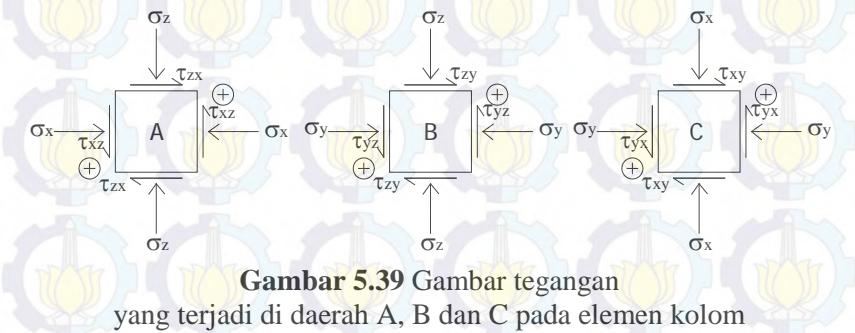 σz σz σx
τzx τzy τxy
+ + +
τxz τyz τyx
σx A σx σy B σy σy C σy
τxz τyz τyx
+ + +
τzx τzy τxy
σz σz σx
Gambar 5.39 Gambar tegangan
yang terjadi di daerah A, B dan C pada elemen kolom